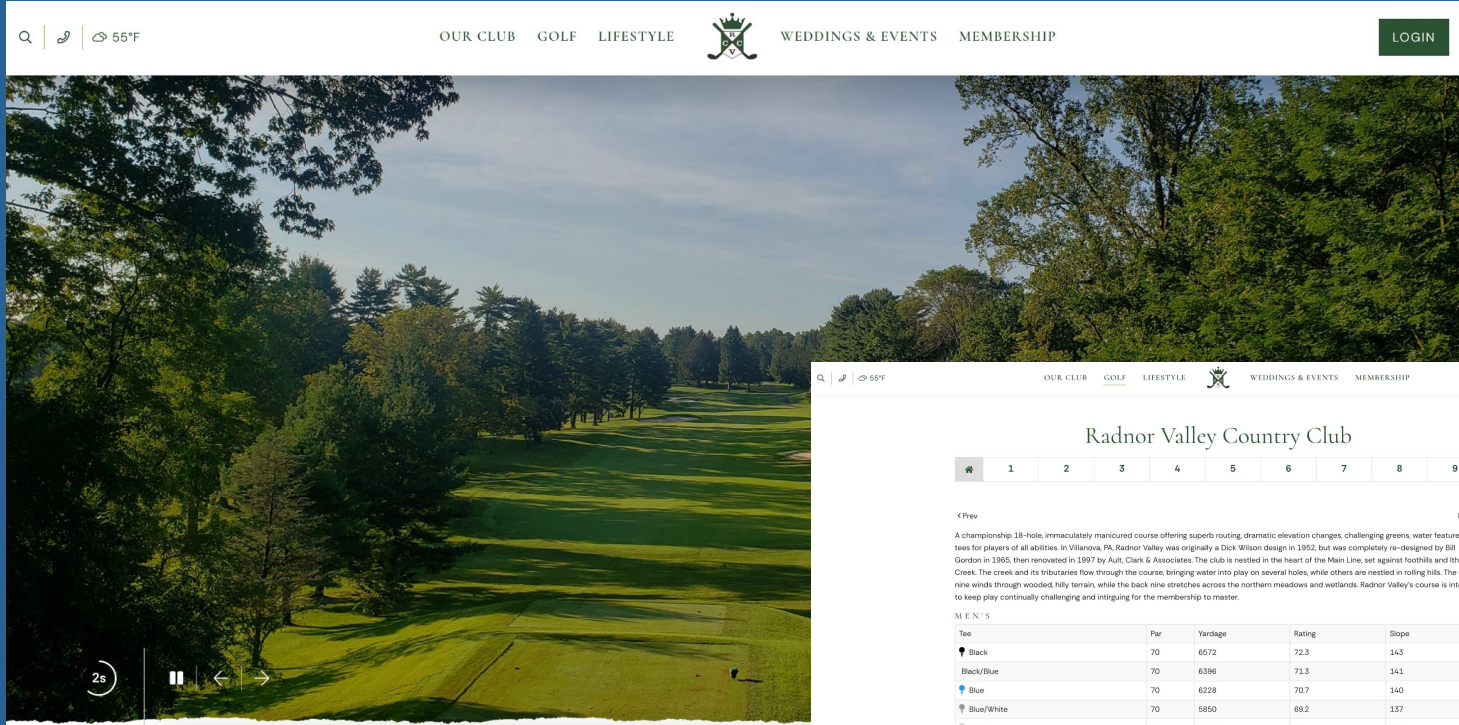 55°F
OUR CLUB GOLF LIFESTYLE
R
C C
V
WEDDINGS & EVENTS MEMBERSHIP
LOGIN
2s
55°F
OUR CLUB GOLF LIFESTYLE WEDDINGS & EVENTS MEMBERSHIP
Radnor Valley Country Club
1 2 3 4 5 6 7 8 9
Prev
A championship 18-hole, immaculately manicured course offering superb routing, dramatic elevation changes, challenging greens, water feature
tees for players of all abilities. In Villanova, PA, Radnor Valley was originally a Dick Wilson design in 1952, but was completely re-designed by Bill
Gordon in 1965, then renovated in 1997 by Ault, Clark & Associates. The club is nestled in the heart of the Main Line, set against foothills and Ith
Creek. The creek and its tributaries flow through the course, bringing water into play on several holes, while others are nestled in rolling hills. The
nine winds through wooded, hilly terrain, while the back nine stretches across the northern meadows and wetlands. Radnor Valley's course is int
to keep play continually challenging and intirguing for the membership to master.
MEN'S
Tee Par Yardage Rating Slope
Black 70 6572 72.3 143
Black/Blue 70 6396 71.3 141
Blue 70 6228 70.7 140
Blue/White 70 5850 69.2 137